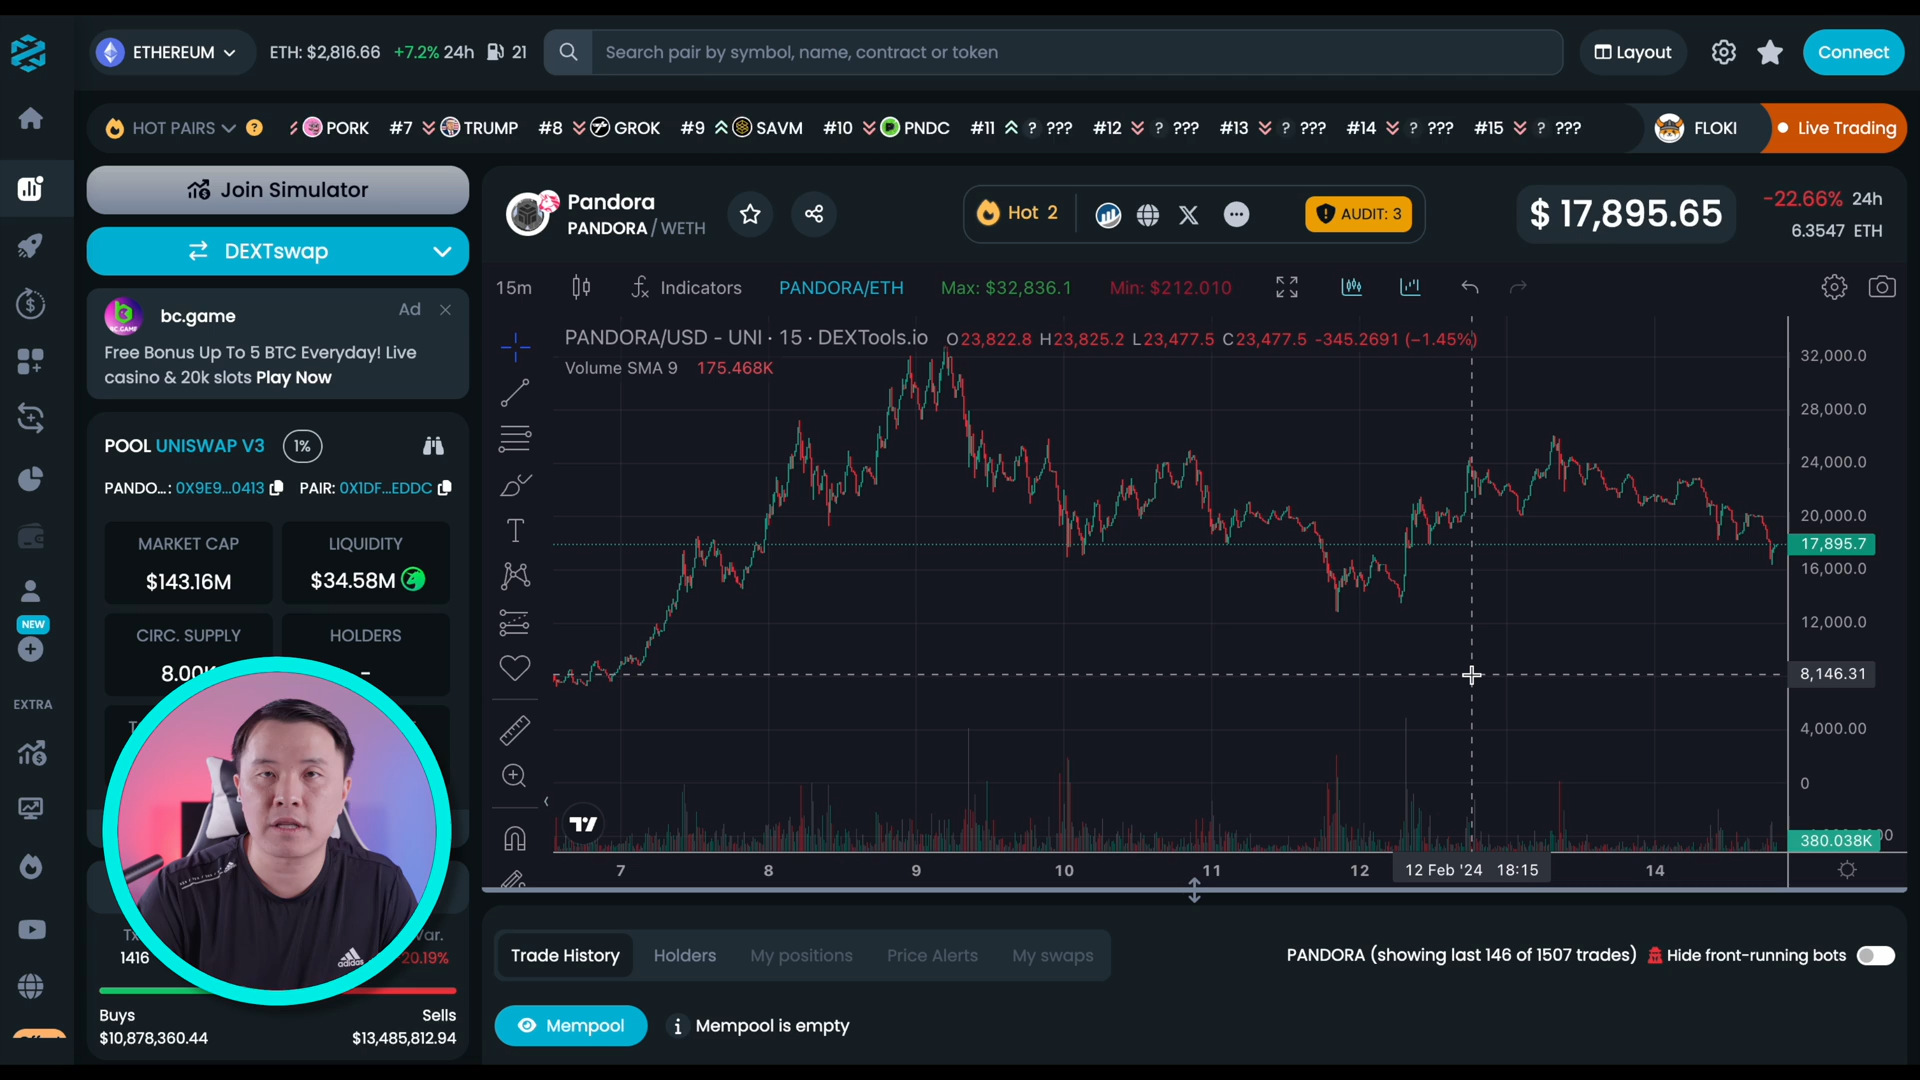 ETHEREUM
ETH: $2,816.66 +7.2% 24h 21
Search pair by symbol, name, contract or token
Layout
Connect
HOT PAIRS ? PORK #7 TRUMP #8 GROK #9 SAVM #10 PNDC #11 ? ??? #12 ? ??? #13 ? ??? #14 ? ??? #15 ? ???
FLOKI
Live Trading
Join Simulator
DEXTswap
bc.game
Ad
Free Bonus Up To 5 BTC Everyday! Live
casino & 20k slots Play Now
POOL UNISWAP V3 1%
PANDO...: 0X9E9...0413 PAIR: 0X1DF...EDDC
MARKET CAP
$143.16M
LIQUIDITY
$34.58M
CIRC. SUPPLY
8.00K
HOLDERS
-
1416
20.19%
Buys
$10,878,360.44
Sells
$13,485,812.94
NEW
EXTRA
Pandora
PANDORA / WETH
Hot 2
AUDIT: 3
$ 17,895.65
-22.66% 24h
6.3547 ETH
15m Indicators PANDORA/ETH Max: $32,836.1 Min: $212.010
PANDORA/USD - UNI · 15 · DEXTools.io O23,822.8 H23,825.2 L23,477.5 C23,477.5 -345.2691 (−1.45%)
Volume SMA 9 175.468K
32,000.0
28,000.0
24,000.0
20,000.0
17,895.7
16,000.0
12,000.0
8,146.31
4,000.00
0
380.038K
7 8 9 10 11 12 12 Feb '24 18:15 14
Trade History Holders My positions Price Alerts My swaps
PANDORA (showing last 146 of 1507 trades) Hide front-running bots
Mempool
Mempool is empty
adidas